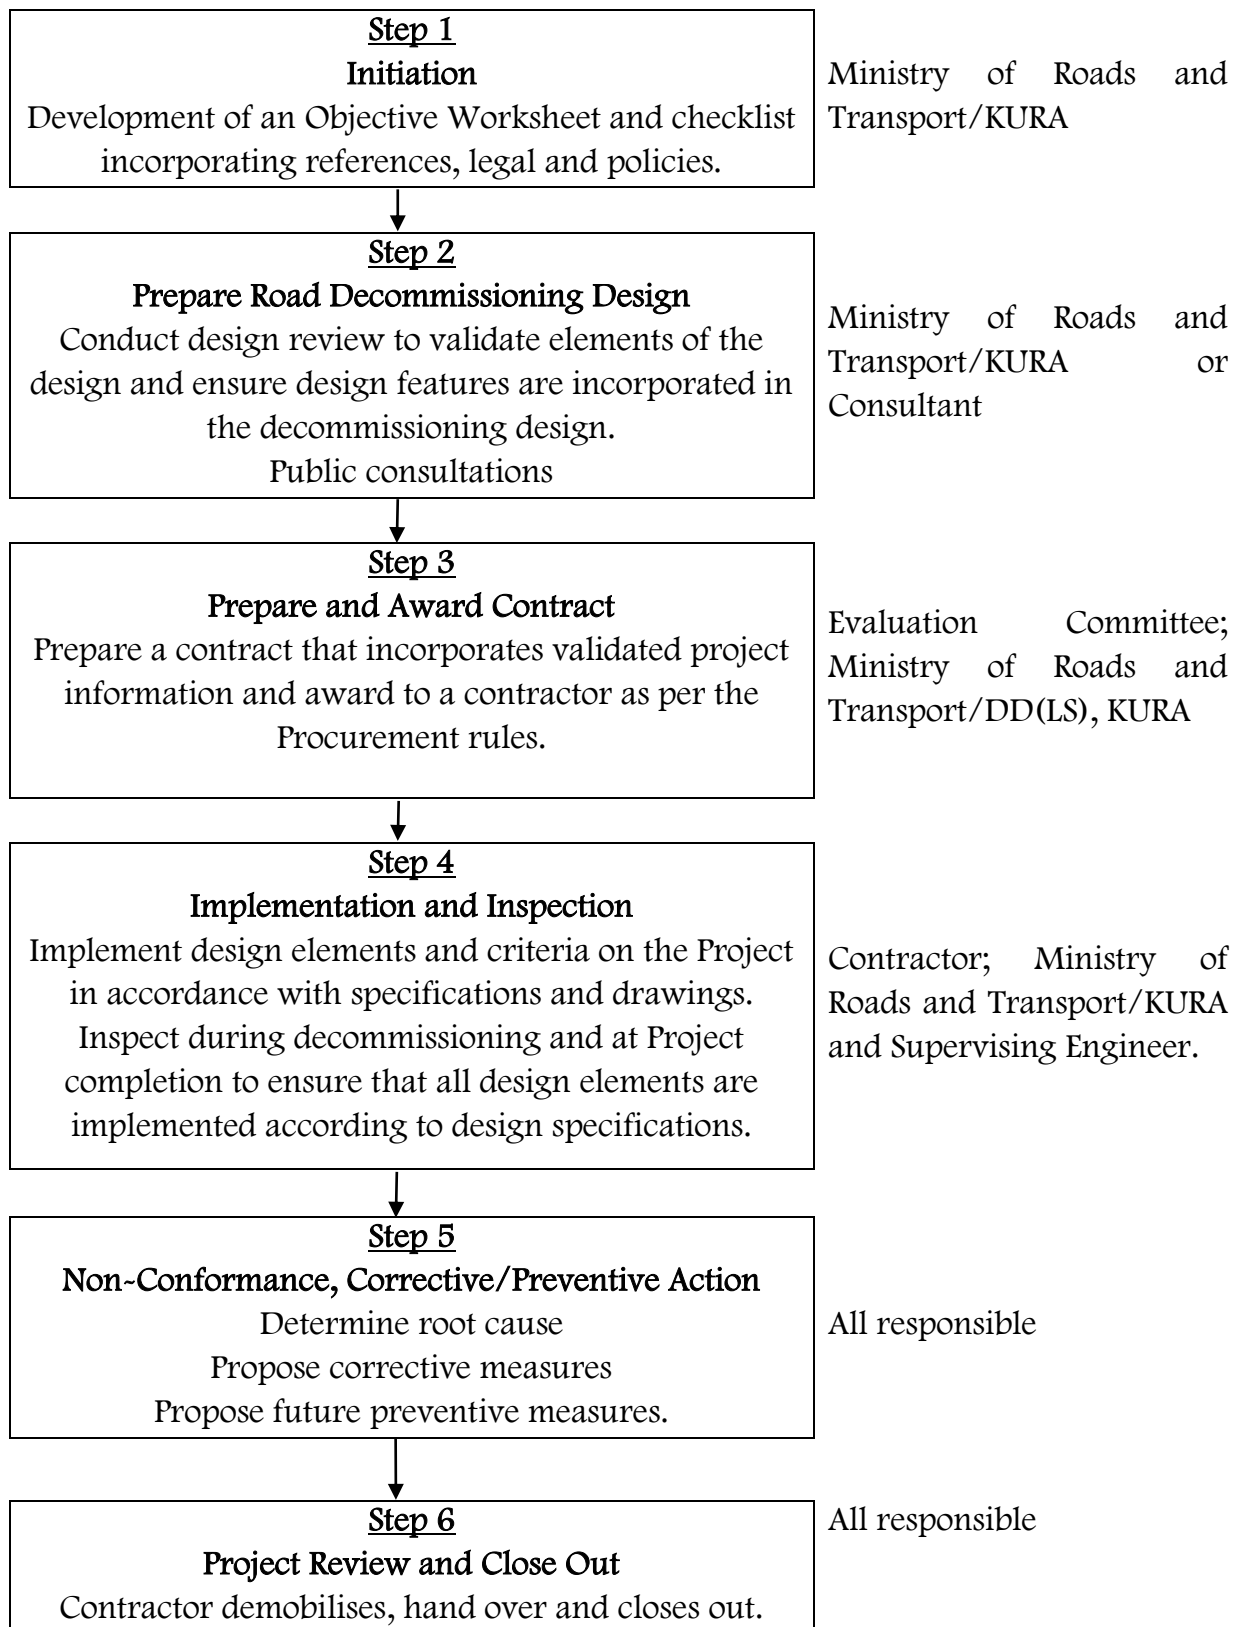 Step 1
Initiation
Development of an Objective Worksheet and checklist
incorporating references, legal and policies.
Ministry of Roads and
Transport/KURA
Step 2
Prepare Road Decommissioning Design
Conduct design review to validate elements of the
design and ensure design features are incorporated in
the decommissioning design.
Public consultations
Ministry of Roads and
Transport/KURA or
Consultant
Step 3
Prepare and Award Contract
Prepare a contract that incorporates validated project
information and award to a contractor as per the
Procurement rules.
Evaluation Committee;
Ministry of Roads and
Transport/DD(LS), KURA
Step 4
Implementation and Inspection
Implement design elements and criteria on the Project
in accordance with specifications and drawings.
Inspect during decommissioning and at Project
completion to ensure that all design elements are
implemented according to design specifications.
Contractor; Ministry of
Roads and Transport/KURA
and Supervising Engineer.
Step 5
Non-Conformance, Corrective/Preventive Action
Determine root cause
Propose corrective measures
Propose future preventive measures.
All responsible
Step 6
Project Review and Close Out
Contractor demobilises, hand over and closes out.
All responsible